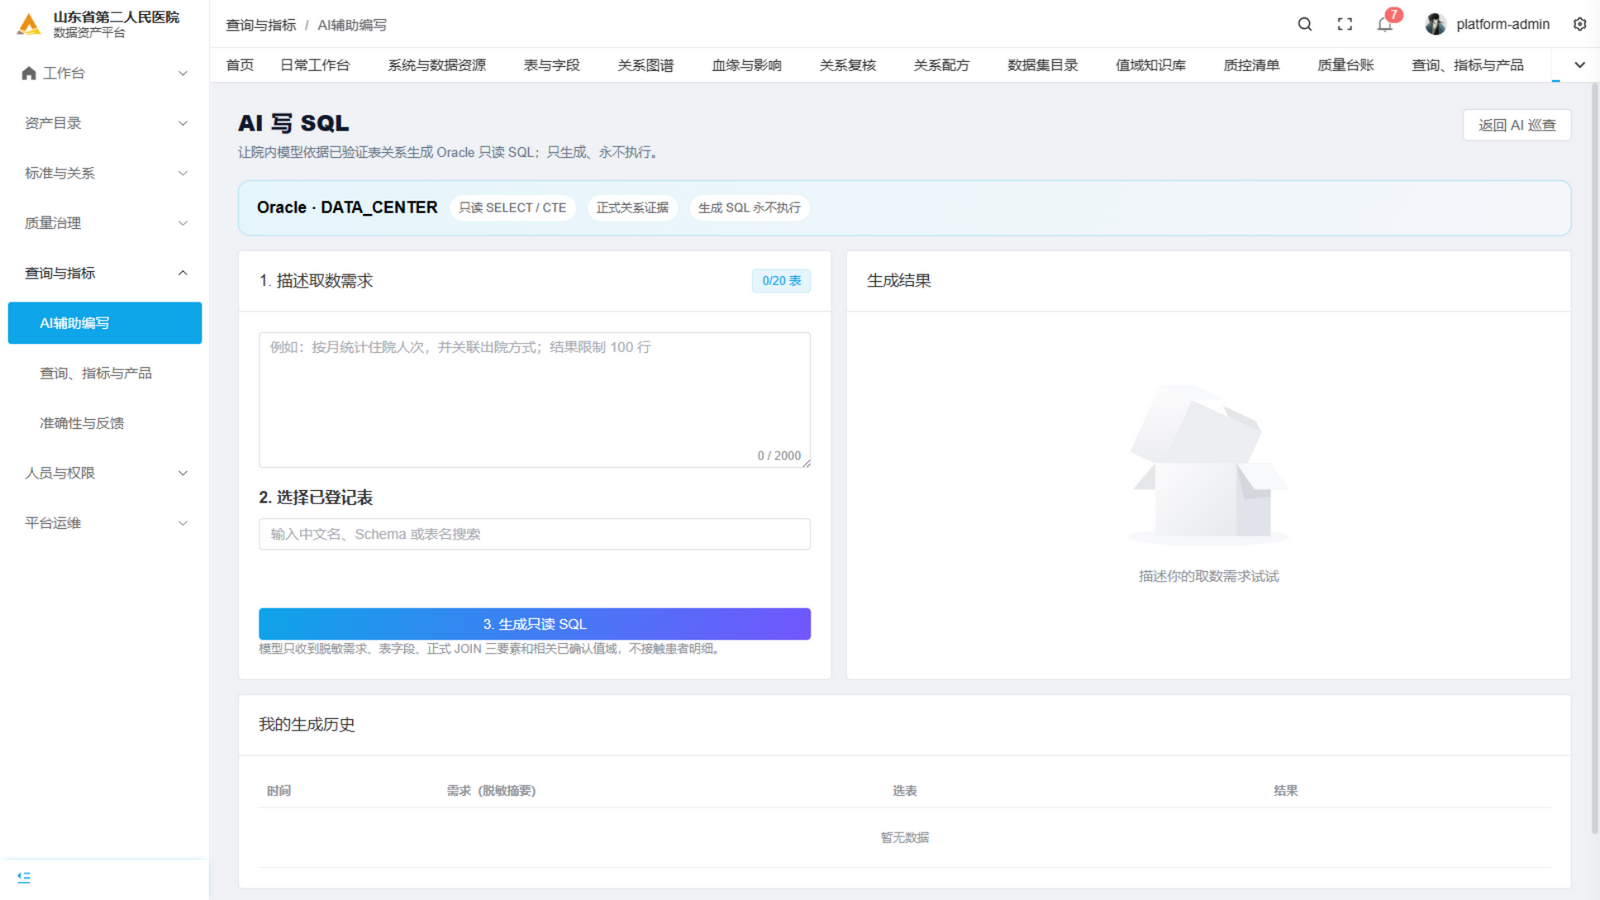 山东省第二人民医院
数据资产平台
工作台
资产目录
标准与关系
质量治理
查询与指标
AI辅助编写
查询、指标与产品
准确性与反馈
人员与权限
平台运维
查询与指标 / AI辅助编写
7
platform-admin
首页 日常工作台 系统与数据资源 表与字段 关系图谱 血缘与影响 关系复核 关系配方 数据集目录 值域知识库 质控清单 质量台账 查询、指标与产品
AI 写 SQL
让院内模型依据已验证表关系生成 Oracle 只读 SQL；只生成、永不执行。
返回 AI 巡查
Oracle · DATA_CENTER 只读 SELECT / CTE 正式关系证据 生成 SQL 永不执行
1. 描述取数需求
0/20 表
例如：按月统计住院人次，并关联出院方式；结果限制 100 行
0 / 2000
2. 选择已登记表
输入中文名、Schema 或表名搜索
3. 生成只读 SQL
模型只收到脱敏需求、表字段、正式 JOIN 三要素和相关已确认值域，不接触患者明细。
生成结果
描述你的取数需求试试
我的生成历史
时间 需求（脱敏摘要） 选表 结果
暂无数据